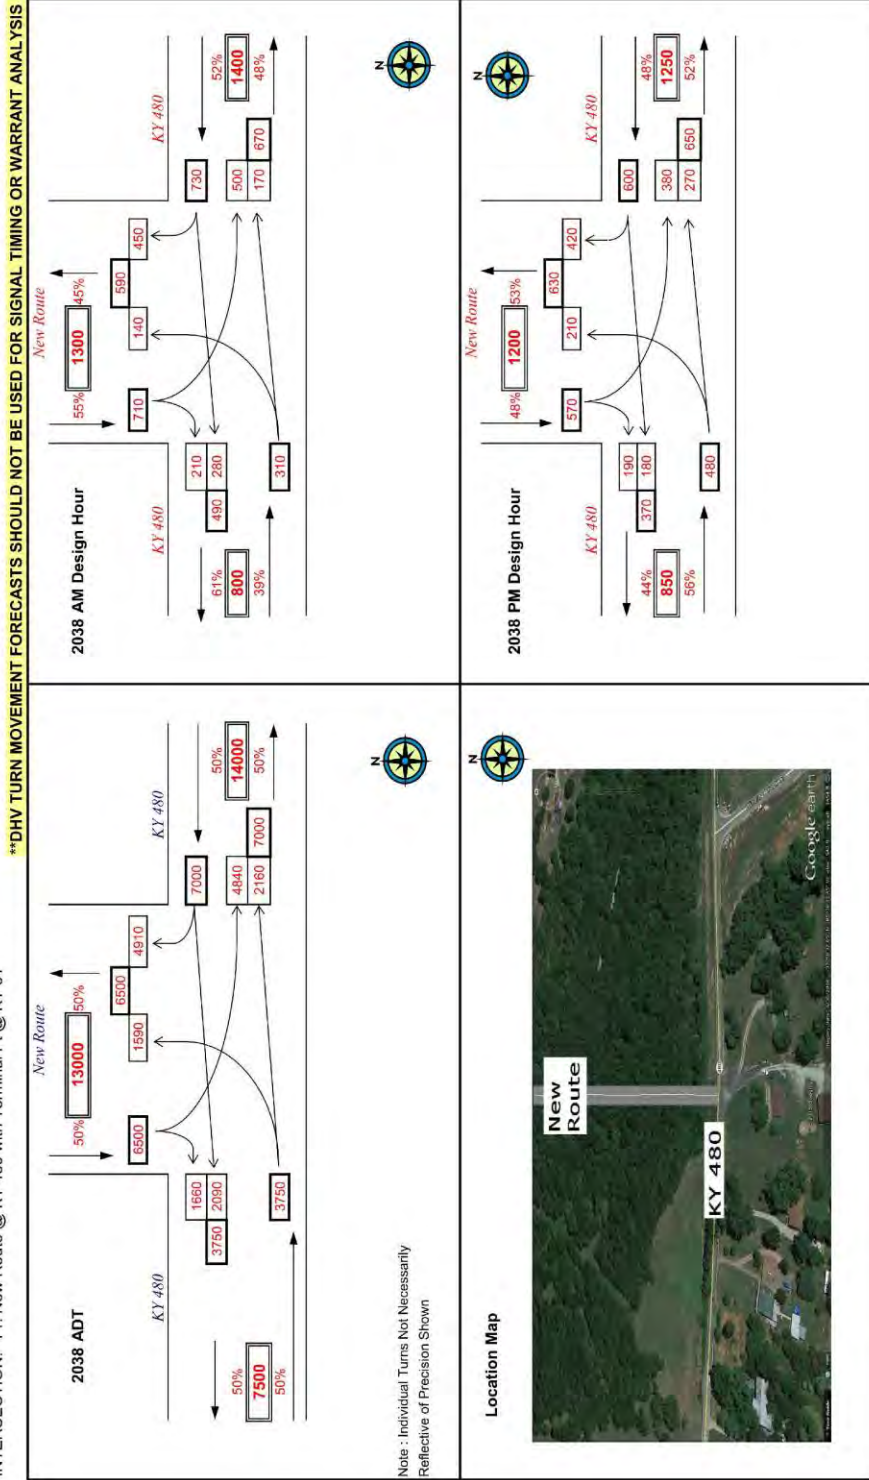 **DHV TURN MOVEMENT FORECASTS SHOULD NOT BE USED FOR SIGNAL TIMING OR WARRANT ANALYSIS
2038 ADT
New Route
50%
13000
50%
6500
6500
1590
4910
KY 480
KY 480
1660
2090
3750
7000
4840
2160
7000
50%
14000
50%
50%
7500
50%
3750
N
Note : Individual Turns Not Necessarily
Reflective of Precision Shown
2038 AM Design Hour
New Route
55%
1300
45%
710
590
140
450
KY 480
KY 480
210
280
490
730
500
170
670
52%
1400
48%
61%
800
39%
310
N
Location Map
N
New
Route
KY 480
Google earth
2038 PM Design Hour
New Route
48%
1200
53%
570
630
210
420
KY 480
KY 480
190
180
370
600
380
270
650
48%
1250
52%
44%
850
56%
480
N